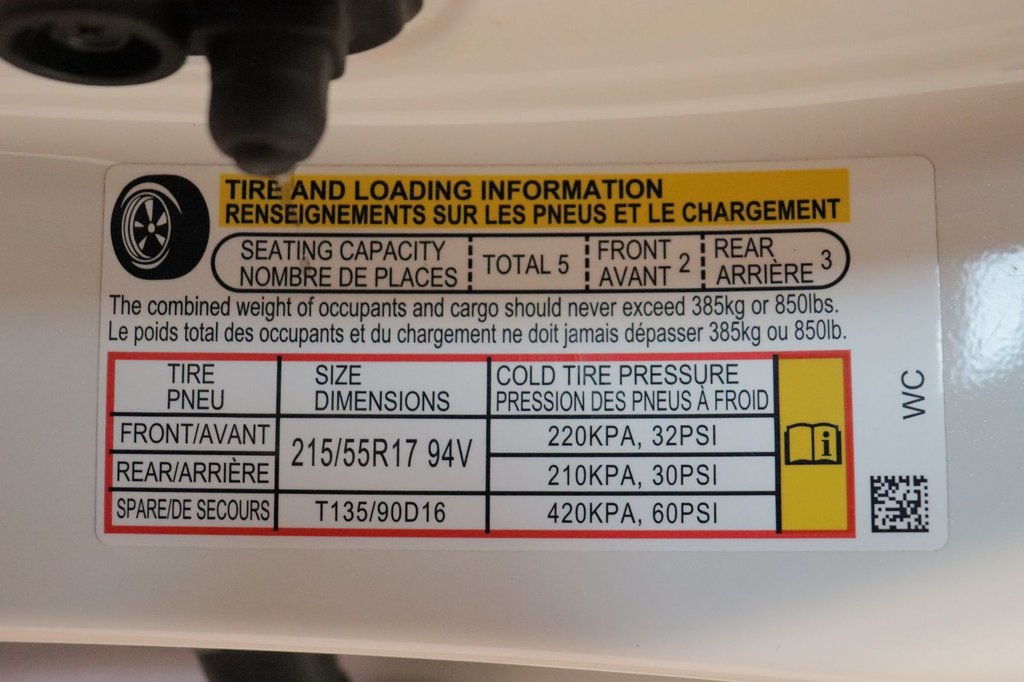 TIRE AND LOADING INFORMATION
RENSEIGNEMENTS SUR LES PNEUS ET LE CHARGEMENT
SEATING CAPACITY
NOMBRE DE PLACES
TOTAL 5
FRONT
AVANT 2
REAR
ARRIÈRE 3
The combined weight of occupants and cargo should never exceed 385kg or 850lbs.
Le poids total des occupants et du chargement ne doit jamais dépasser 385kg ou 850lb.
TIRE
PNEU
SIZE
DIMENSIONS
COLD TIRE PRESSURE
PRESSION DES PNEUS À FROID
FRONT/AVANT
215/55R17 94V
220KPA, 32PSI
REAR/ARRIÈRE
210KPA, 30PSI
SPARE/DE SECOURS
T135/90D16
420KPA, 60PSI
i
WC